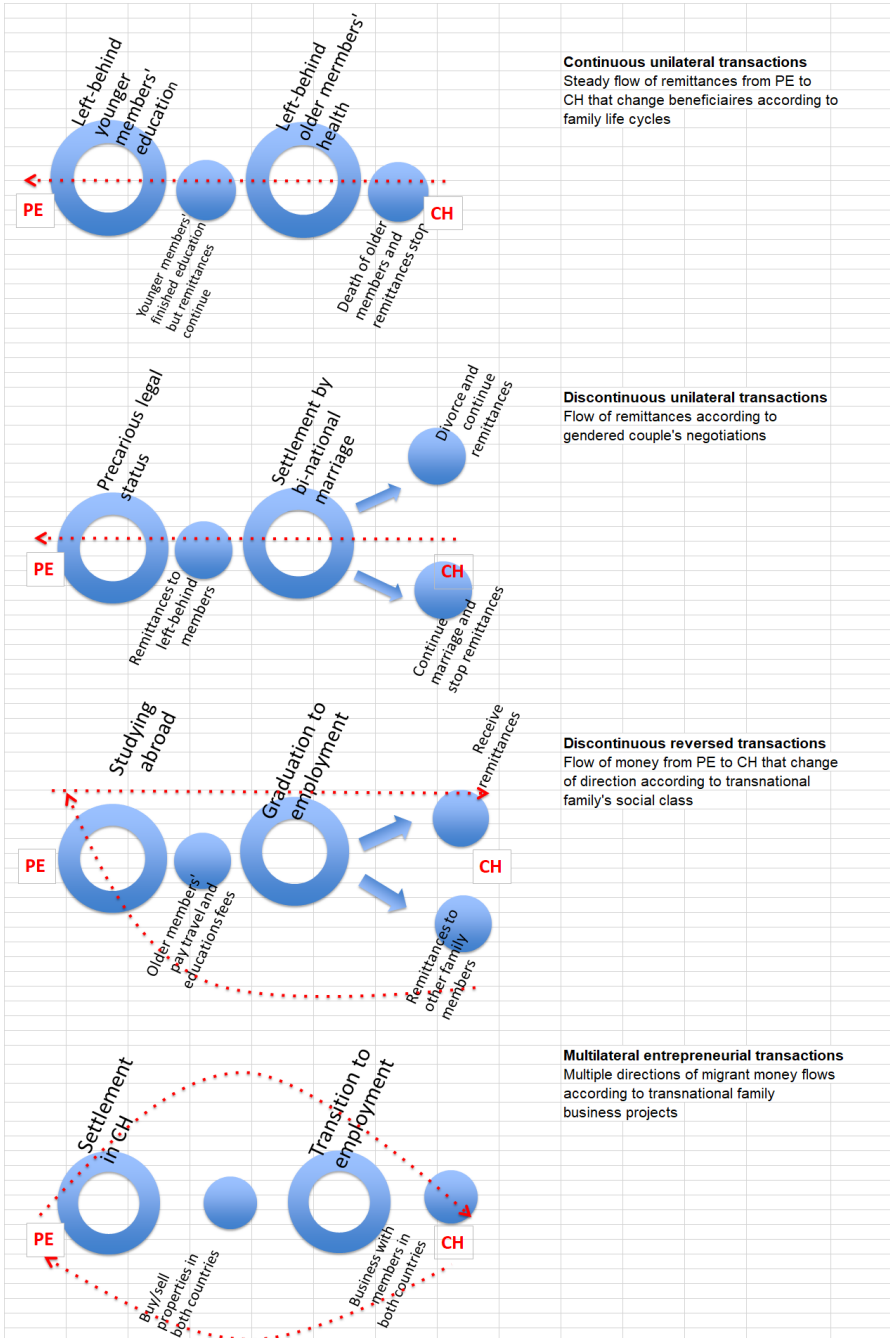 Left-behind
younger
members'
education
Left-behind
older mermbers'
health
PE
CH
Younger members'
finished education
but remittances
continue
Death of older
members and
remittances stop
Continuous unilateral transactions
Steady flow of remittances from PE to
CH that change beneficiaires according to
family life cycles
Precarious legal
status
Settlement by
bi-national
marriage
Divorce and
continue
remittances
PE
CH
Remittances to
left-behind
members
Continue
marriage and
stop remittances
Discontinuous unilateral transactions
Flow of remittances according to
gendered couple's negotiations
Studying
abroad
Graduation to
employment
Receive
remittances
PE
CH
Older members'
pay travel and
educations fees
Remittances to
other family
members
Discontinuous reversed transactions
Flow of money from PE to CH that change
of direction according to transnational
family's social class
Settlement
in CH
Transition to
employment
PE
CH
Buy/sell
properties in
both countries
Business with
members in
both countries
Multilateral entrepreneurial transactions
Multiple directions of migrant money flows
according to transnational family
business projects